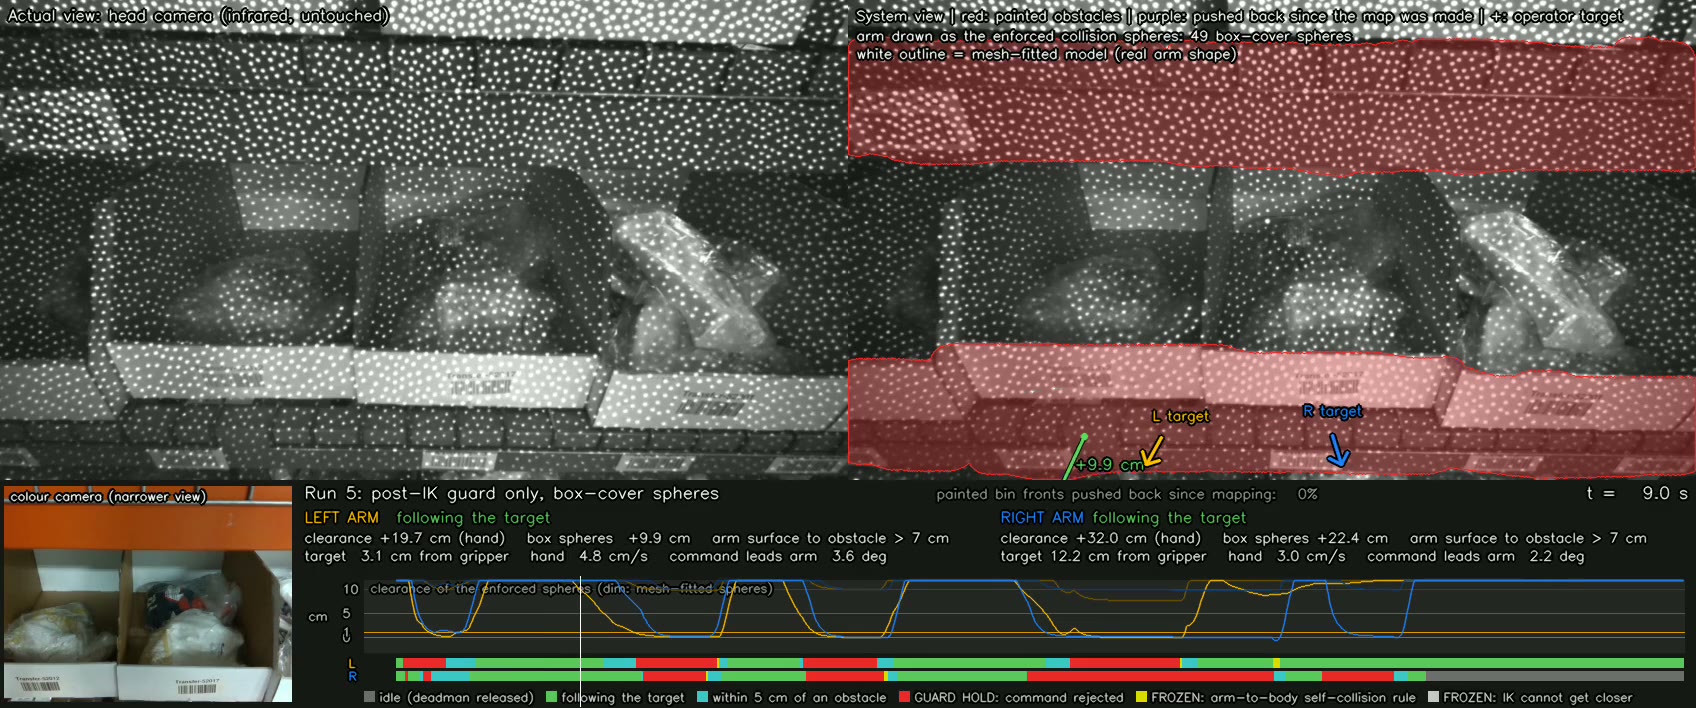 Actual view: head camera (infrared, untouched)
System view | red: painted obstacles | purple: pushed back since the map was made | +: operator target
arm drawn as the enforced collision spheres: 49 box-cover spheres
white outline = mesh-fitted model (real arm shape)
L target
R target
+9.9 cm
colour camera (narrower view)
Run 5: post-IK guard only, box-cover spheres
painted bin fronts pushed back since mapping: 0%
t = 9.0 s
LEFT ARM following the target
clearance +19.7 cm (hand) box spheres +9.9 cm arm surface to obstacle > 7 cm
target 3.1 cm from gripper hand 4.8 cm/s command leads arm 3.6 deg
RIGHT ARM following the target
clearance +32.0 cm (hand) box spheres +22.4 cm arm surface to obstacle > 7 cm
target 12.2 cm from gripper hand 3.0 cm/s command leads arm 2.2 deg
clearance of the enforced spheres (dim: mesh-fitted spheres)
10
cm
5
1
0
L
R
idle (deadman released) following the target within 5 cm of an obstacle GUARD HOLD: command rejected FROZEN: arm-to-body self-collision rule FROZEN: IK cannot get closer